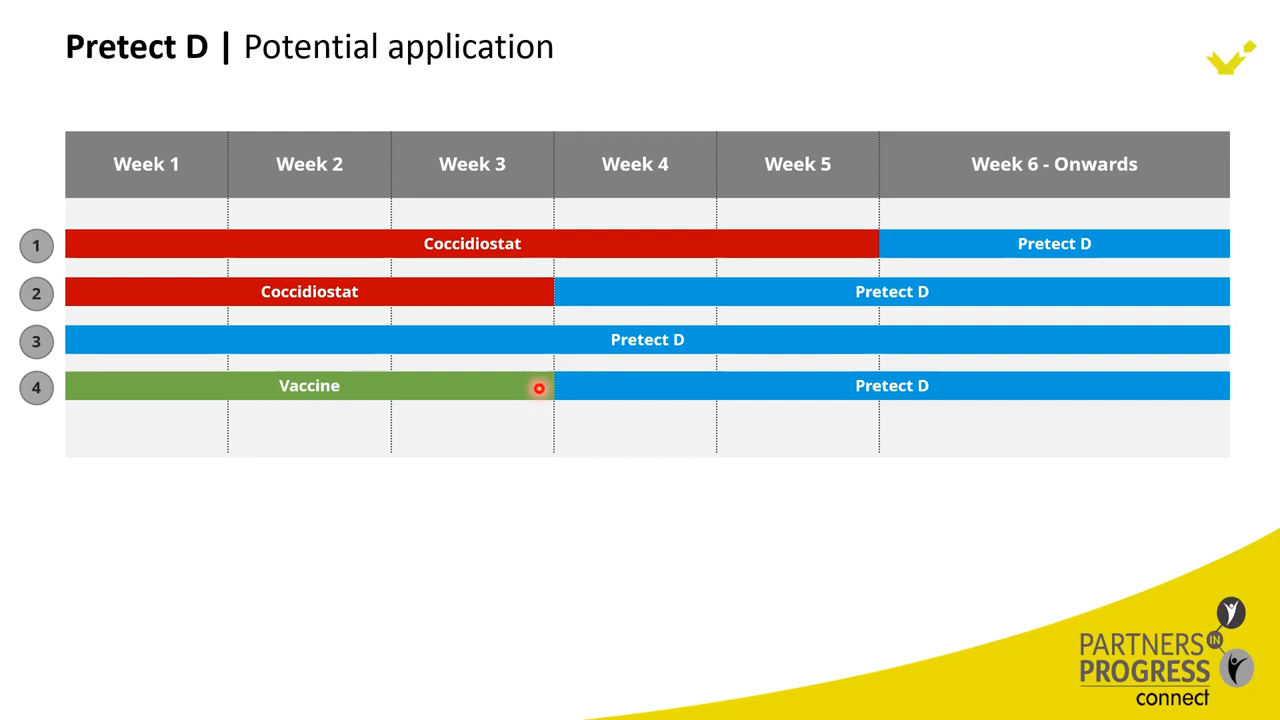 Pretect D | Potential application
Week 1 Week 2 Week 3 Week 4 Week 5 Week 6 - Onwards
1 Coccidiostat Pretect D
2 Coccidiostat Pretect D
3 Pretect D
4 Vaccine Pretect D
PARTNERS IN
PROGRESS
connect